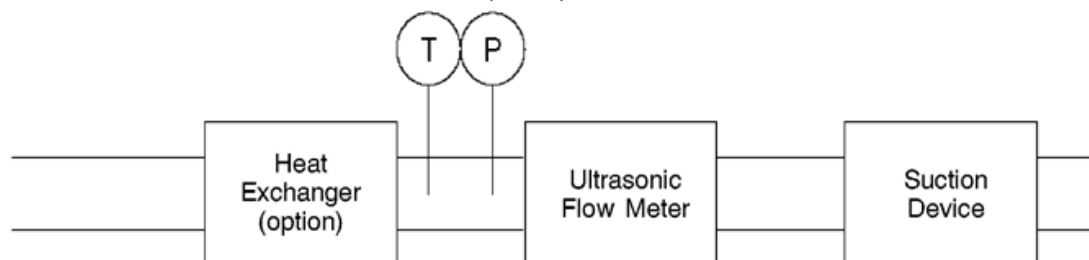 T P
Heat
Exchanger
(option)
Ultrasonic
Flow Meter
Suction
Device